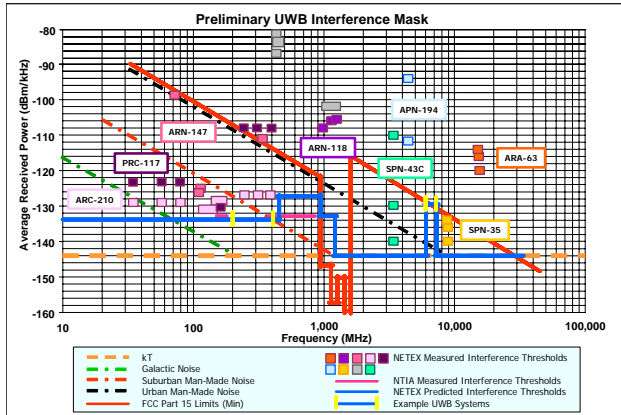 Preliminary UWB Interference Mask
Average Received Power (dBm/kHz)
-80
-90
-100
-110
-120
-130
-140
-150
-160
ARN-147
PRC-117
ARC-210
ARN-118
APN-194
SPN-43C
ARA-63
SPN-35
10
100
1,000
10,000
100,000
Frequency (MHz)
kT
Galactic Noise
Suburban Man-Made Noise
Urban Man-Made Noise
FCC Part 15 Limits (Min)
NETEX Measured Interference Thresholds
NTIA Measured Interference Thresholds
NETEX Predicted Interference Thresholds
Example UWB Systems